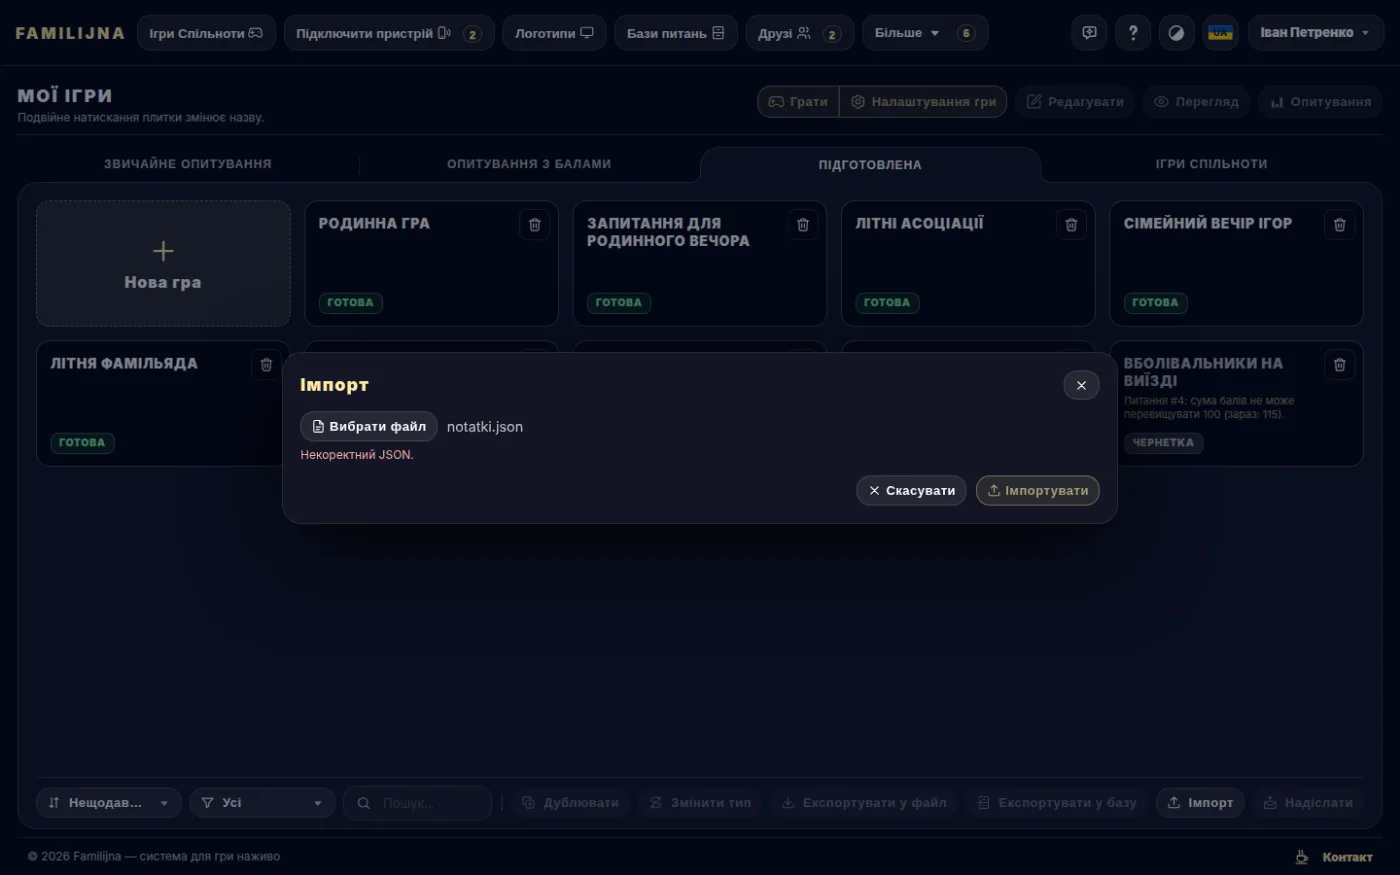 FAMILIJNA
Ігри Спільноти
Підключити пристрій 2
Логотипи
Бази питань
Друзі 2
Більше 6
?
UA
Іван Петренко
МОЇ ІГРИ
Подвійне натискання плитки змінює назву.
Грати
Налаштування гри
Редагувати
Перегляд
Опитування
ЗВИЧАЙНЕ ОПИТУВАННЯ
ОПИТУВАННЯ З БАЛАМИ
ПІДГОТОВЛЕНА
ІГРИ СПІЛЬНОТИ
Нова гра
РОДИННА ГРА
ГОТОВА
ЗАПИТАННЯ ДЛЯ
РОДИННОГО ВЕЧОРА
ГОТОВА
ЛІТНІ АСОЦІАЦІЇ
ГОТОВА
СІМЕЙНИЙ ВЕЧІР ІГОР
ГОТОВА
ЛІТНЯ ФАМІЛЬЯДА
ГОТОВА
ВБОЛІВАЛЬНИКИ НА
ВИЇЗДІ
Питання #4: сума балів не може
перевищувати 100 (зараз: 115).
ЧЕРНЕТКА
Імпорт
Вибрати файл notatki.json
Некоректний JSON.
Скасувати
Імпортувати
Нещодав...
Усі
Пошук...
Дублювати
Змінити тип
Експортувати у файл
Експортувати у базу
Імпорт
Надіслати
© 2026 Familijna — система для гри наживо
Контакт